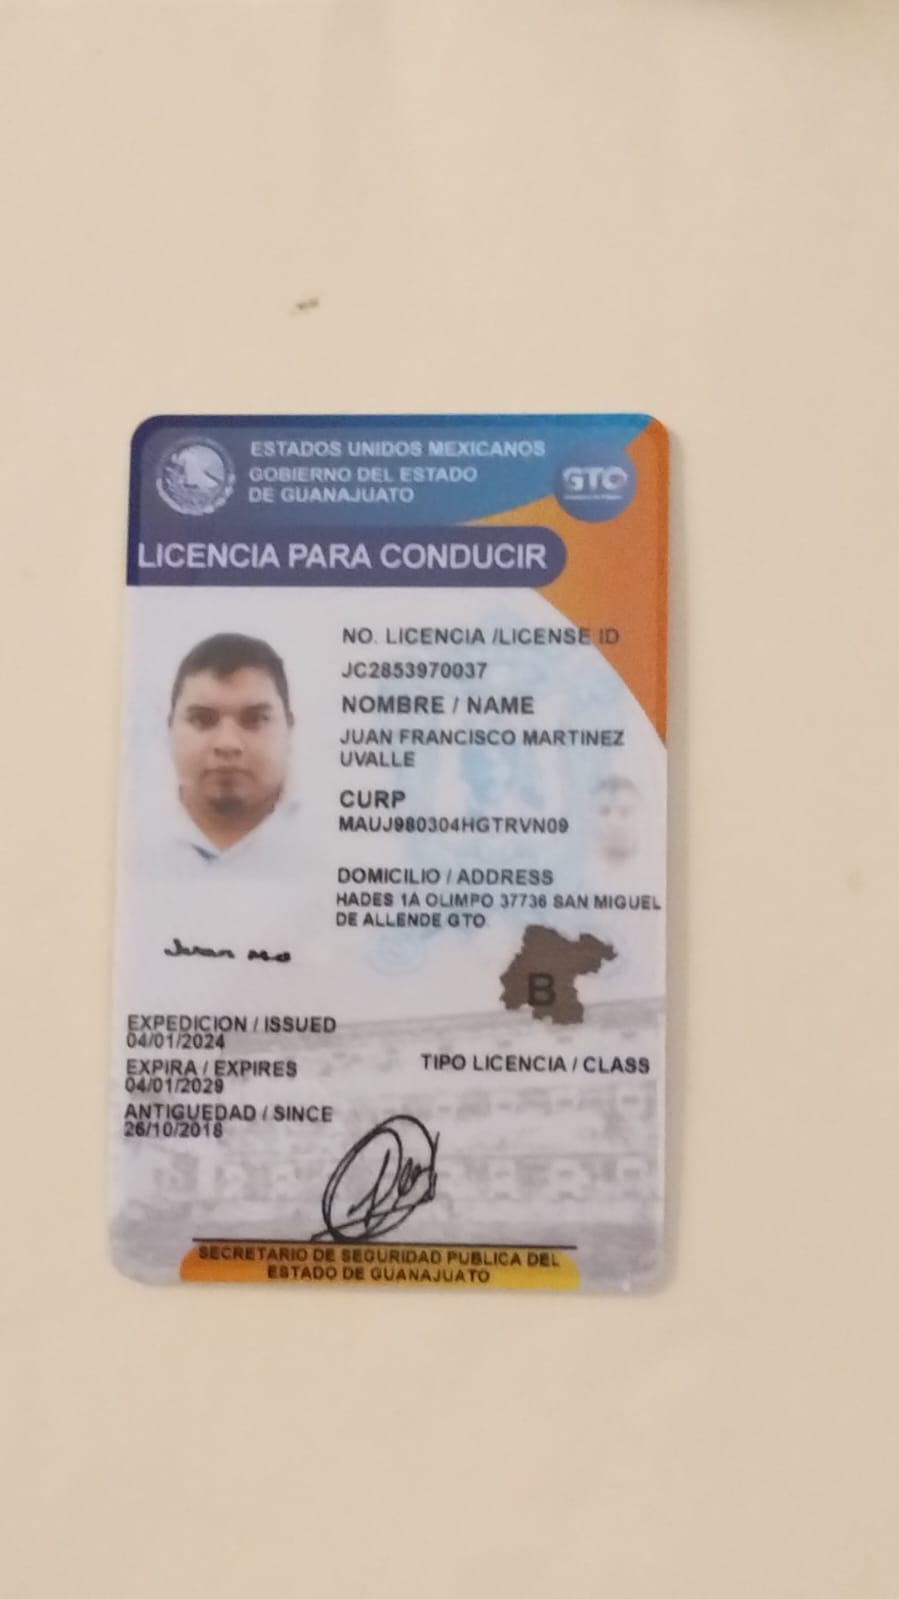 ESTADOS UNIDOS MEXICANOS
GOBIERNO DEL ESTADO
DE GUANAJUATO
GTO
LICENCIA PARA CONDUCIR
NO. LICENCIA /LICENSE ID
JC2853970037
NOMBRE / NAME
JUAN FRANCISCO MARTINEZ
UVALLE
CURP
MAUJ980304HGTRVN09
DOMICILIO / ADDRESS
HADES 1A OLIMPO 37736 SAN MIGUEL
DE ALLENDE GTO
Juan
B
EXPEDICION / ISSUED
04/01/2024
EXPIRA / EXPIRES
04/01/2029
TIPO LICENCIA / CLASS
ANTIGUEDAD / SINCE
26/10/2018
SECRETARIO DE SEGURIDAD PUBLICA DEL
ESTADO DE GUANAJUATO